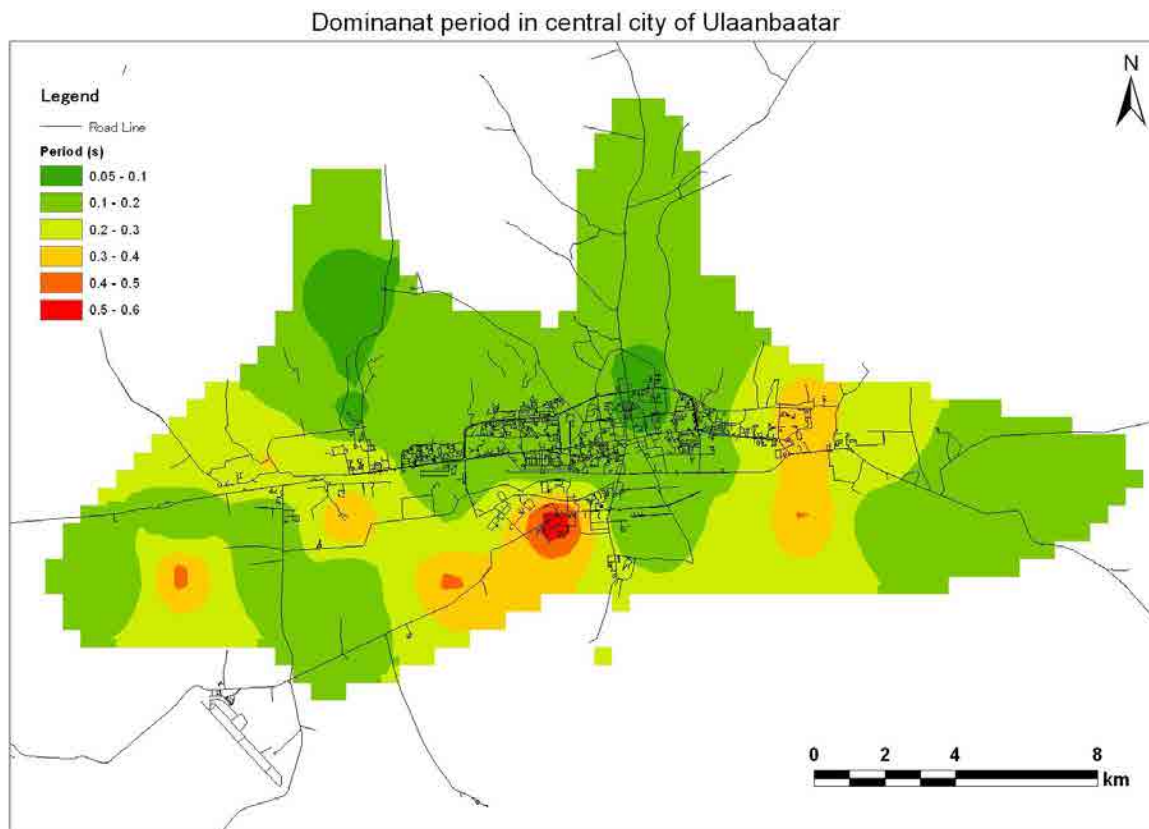 Dominanat period in central city of Ulaanbaatar
N
Legend
Road Line
Period (s)
0.05 - 0.1
0.1 - 0.2
0.2 - 0.3
0.3 - 0.4
0.4 - 0.5
0.5 - 0.6
0 2 4 8
km